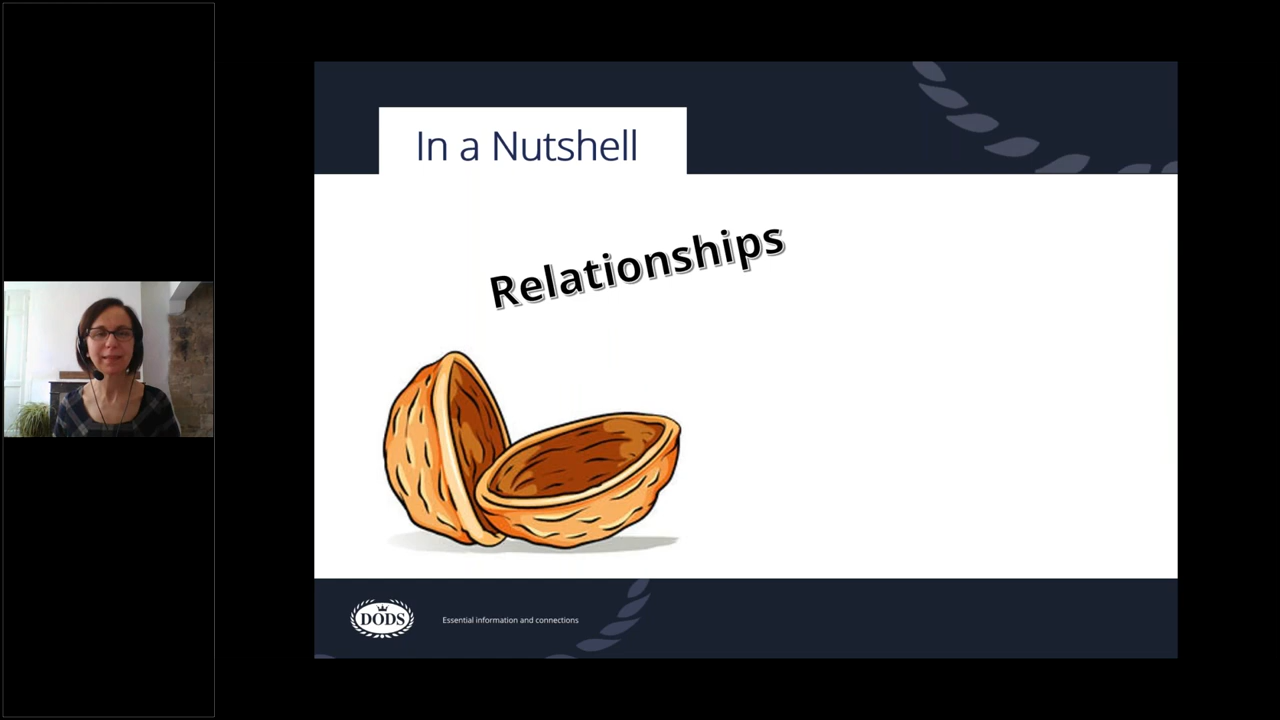 In a Nutshell
Relationships
DODS
Essential information and connections